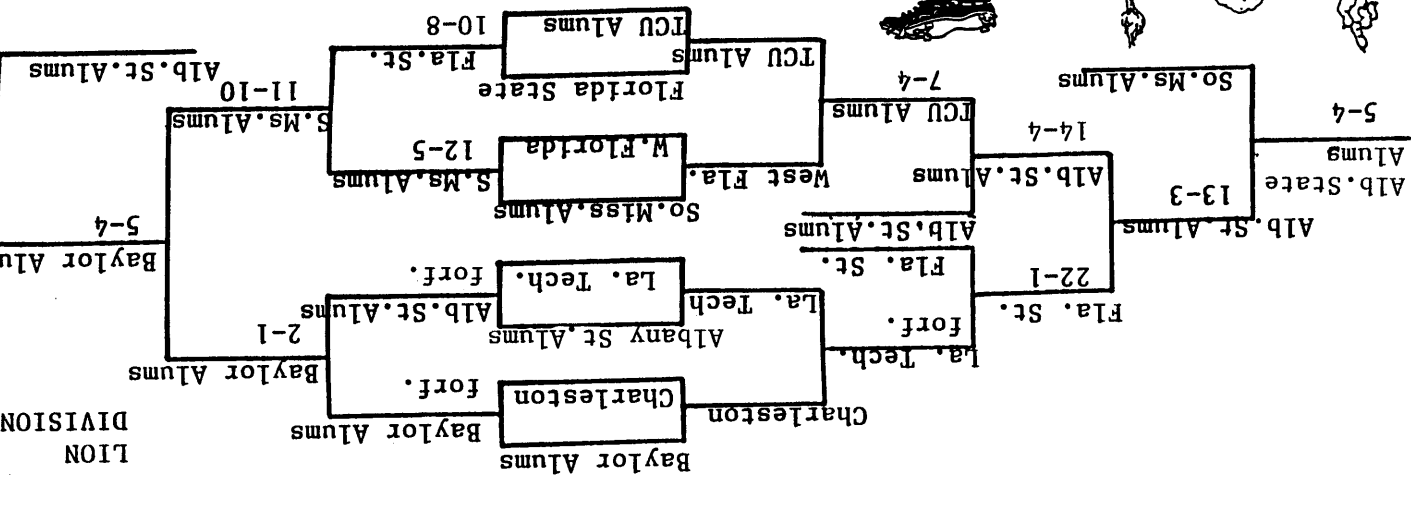 LION
DIVISION
Baylor Alums
Charleston
Baylor Alums
forf.
Charleston
Baylor Alums
2-1
La. Tech.
forf.
Albany St.Alums
La. Tech
La. Tech.
Alb.St.Alums
forf.
Fla. St.
22-1
Fla. St.
Baylor Alu
5-4
Alb.St.Alums
Alb.St.Alums
13-3
So.Miss.Alums
W.Florida
West Fla.
S.Ms.Alums
12-5
Alb.St.Alums
14-4
Alb.State
Alums
5-4
S.Ms.Alums
11-10
TCU Alums
7-4
Florida State
TCU Alums
TCU Alums
Fla.St.
10-8
So.Ms.Alums
Alb.St.Alums